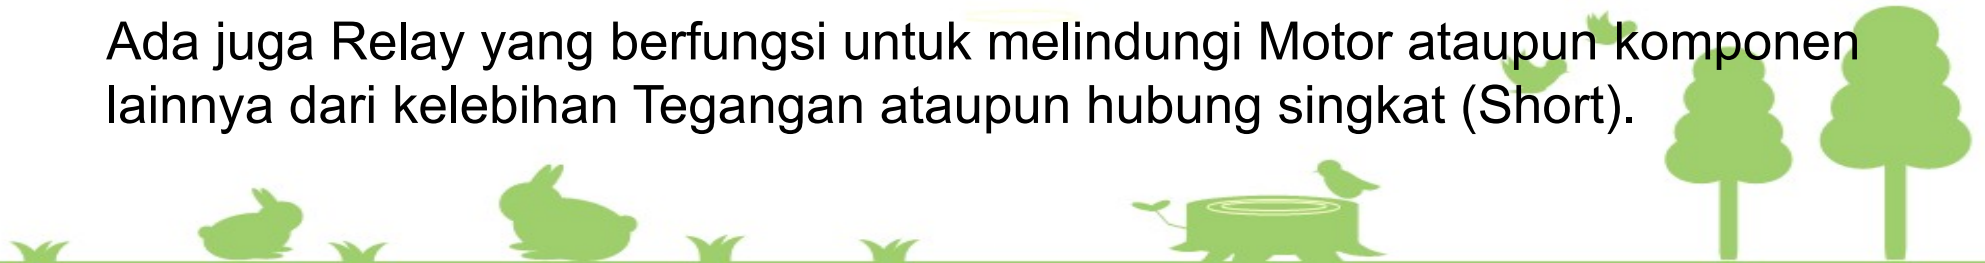 Ada juga Relay yang berfungsi untuk melindungi Motor ataupun komponen
lainnya dari kelebihan Tegangan ataupun hubung singkat (Short).